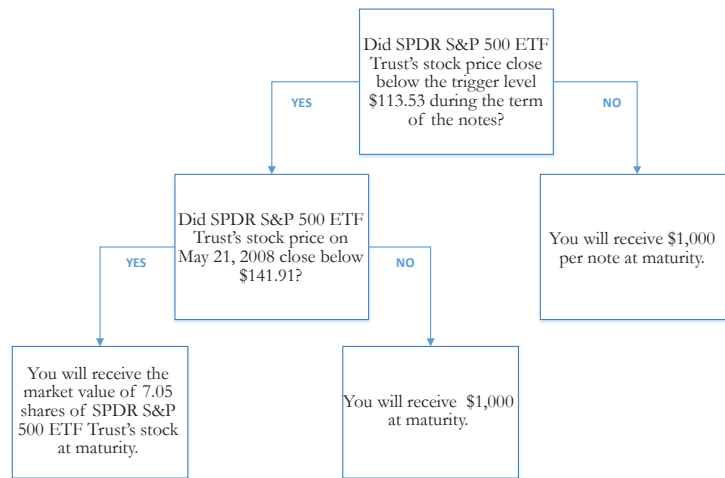 Did SPDR S&P 500 ETF
Trust's stock price close
below the trigger level
$113.53 during the term
of the notes?
YES
NO
Did SPDR S&P 500 ETF
Trust's stock price on
May 21, 2008 close below
$141.91?
You will receive $1,000
per note at maturity.
YES
NO
You will receive the
market value of 7.05
shares of SPDR S&P
500 ETF Trust's stock
at maturity.
You will receive $1,000
at maturity.